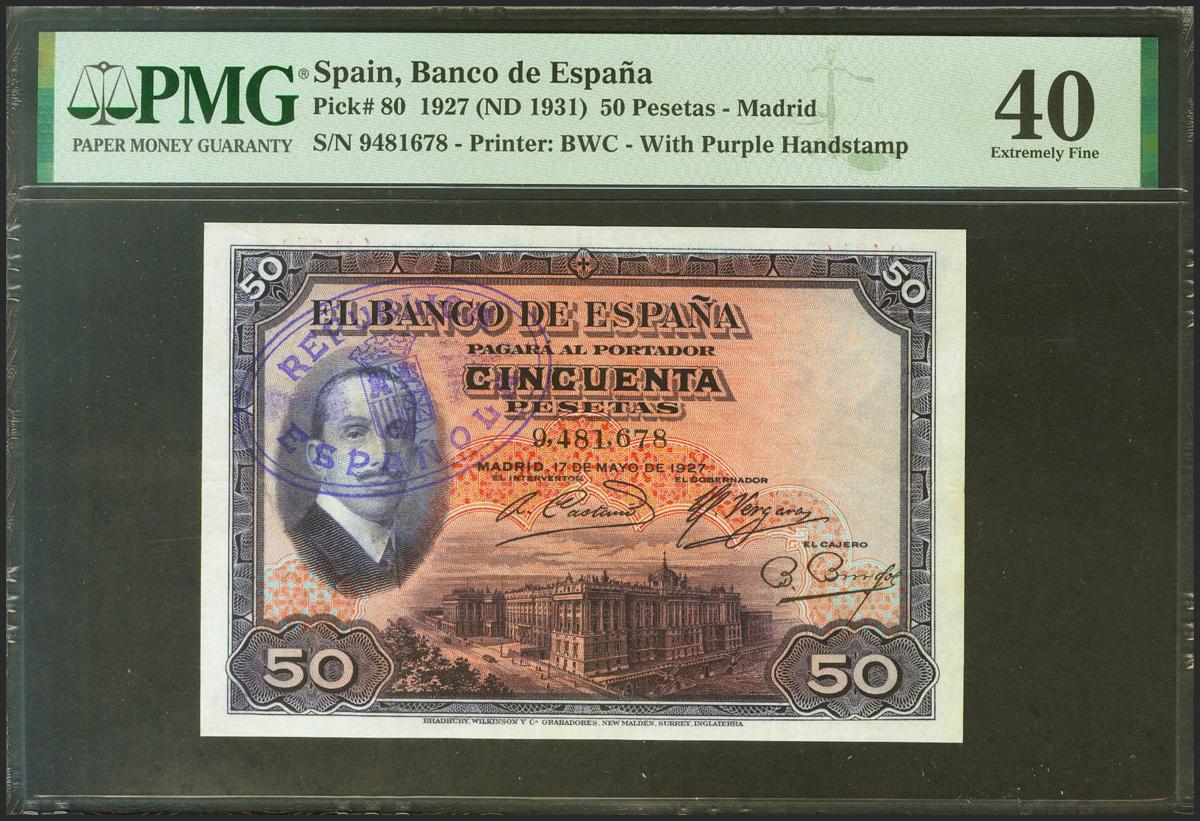 PMG®
PAPER MONEY GUARANTY
Spain, Banco de España
Pick# 80 1927 (ND 1931) 50 Pesetas - Madrid
S/N 9481678 - Printer: BWC - With Purple Handstamp
40
Extremely Fine
50
50
EL BANCO DE ESPAÑA
PAGARA AL PORTADOR
CINCUENTA
PESETAS
9,481,678
MADRID, 17 DE MAYO DE 1927
EL INTERVENTOR
EL GOBERNADOR
EL CAJERO
ESPAÑOLA
50
50
BRADBURY, WILKINSON Y Cª GRABADORES, NEW MALDEN, SURREY, INGLATERRA